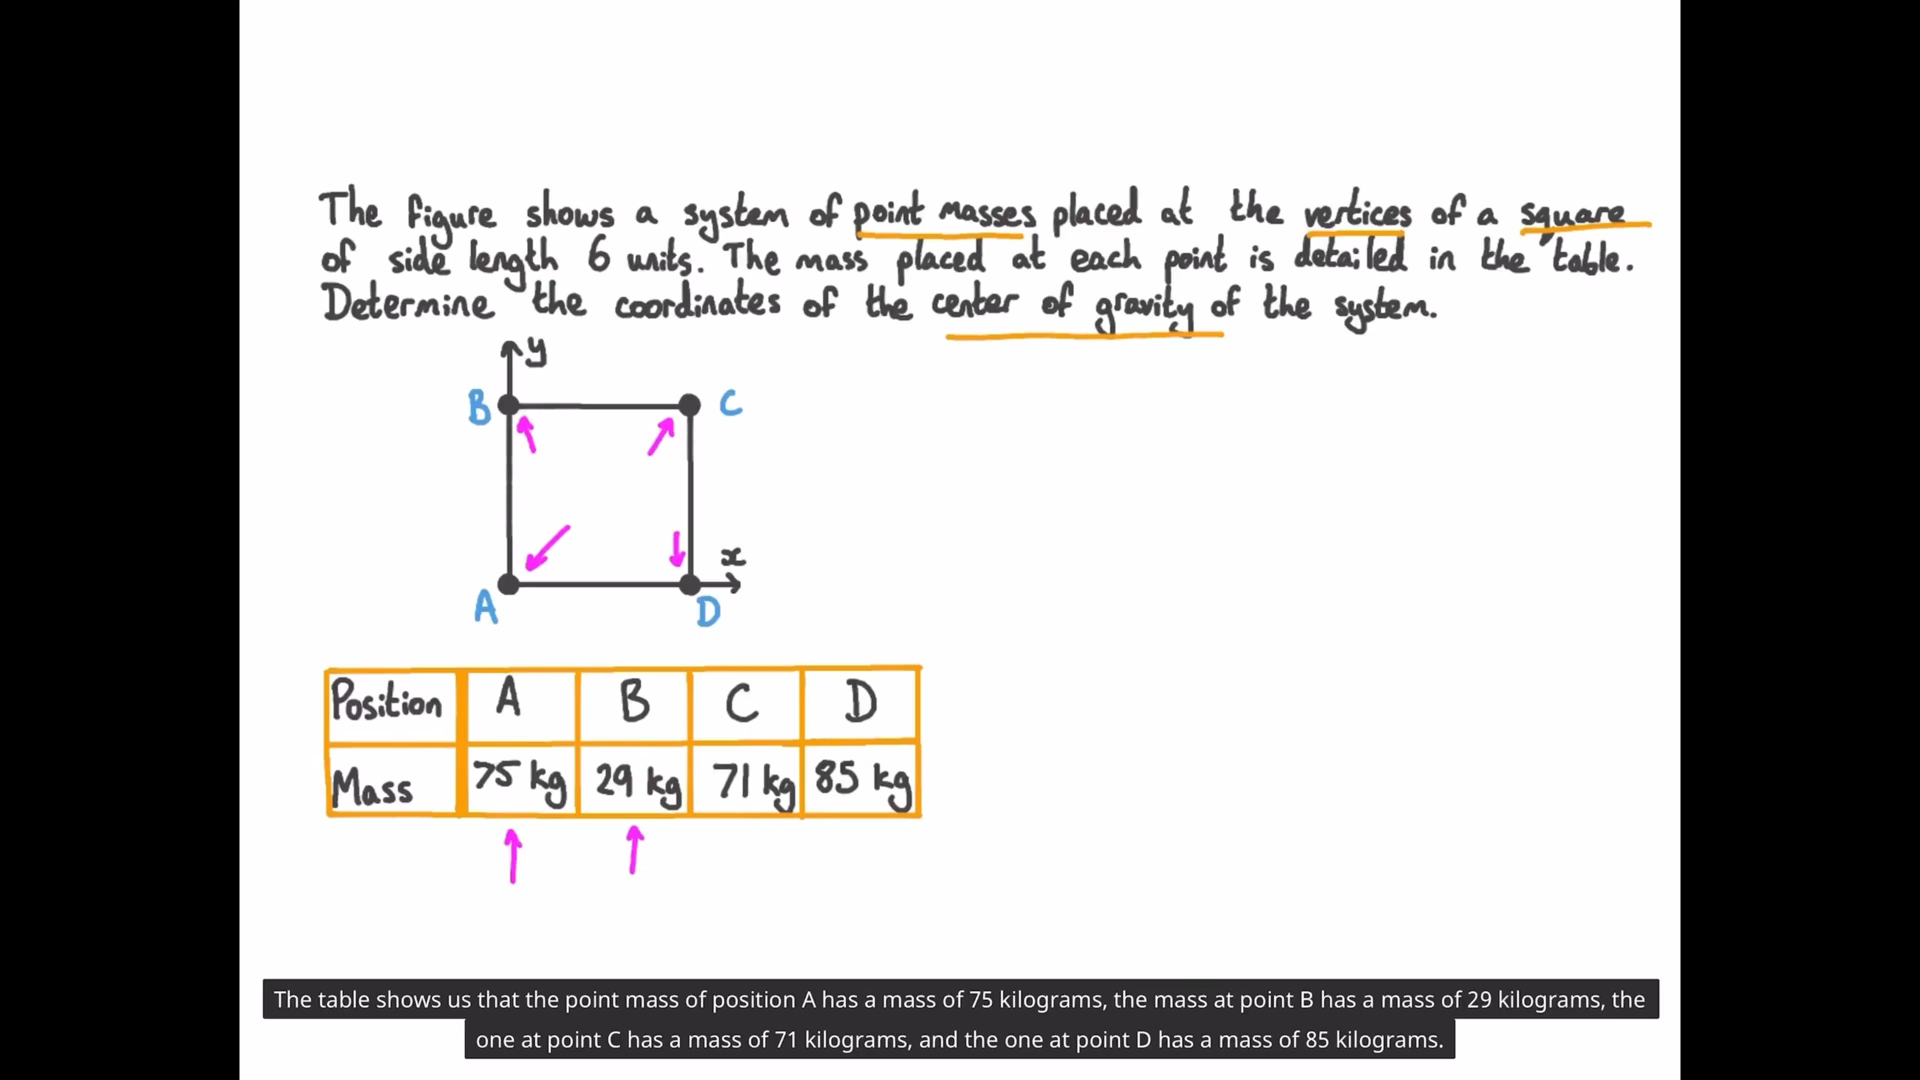 The figure shows a system of point masses placed at the vertices of a square
of side length 6 units. The mass placed at each point is detailed in the table.
Determine the coordinates of the center of gravity of the system.
y
B C
x
A D
Position A B C D
Mass 75 kg 29 kg 71 kg 85 kg
The table shows us that the point mass of position A has a mass of 75 kilograms, the mass at point B has a mass of 29 kilograms, the
one at point C has a mass of 71 kilograms, and the one at point D has a mass of 85 kilograms.